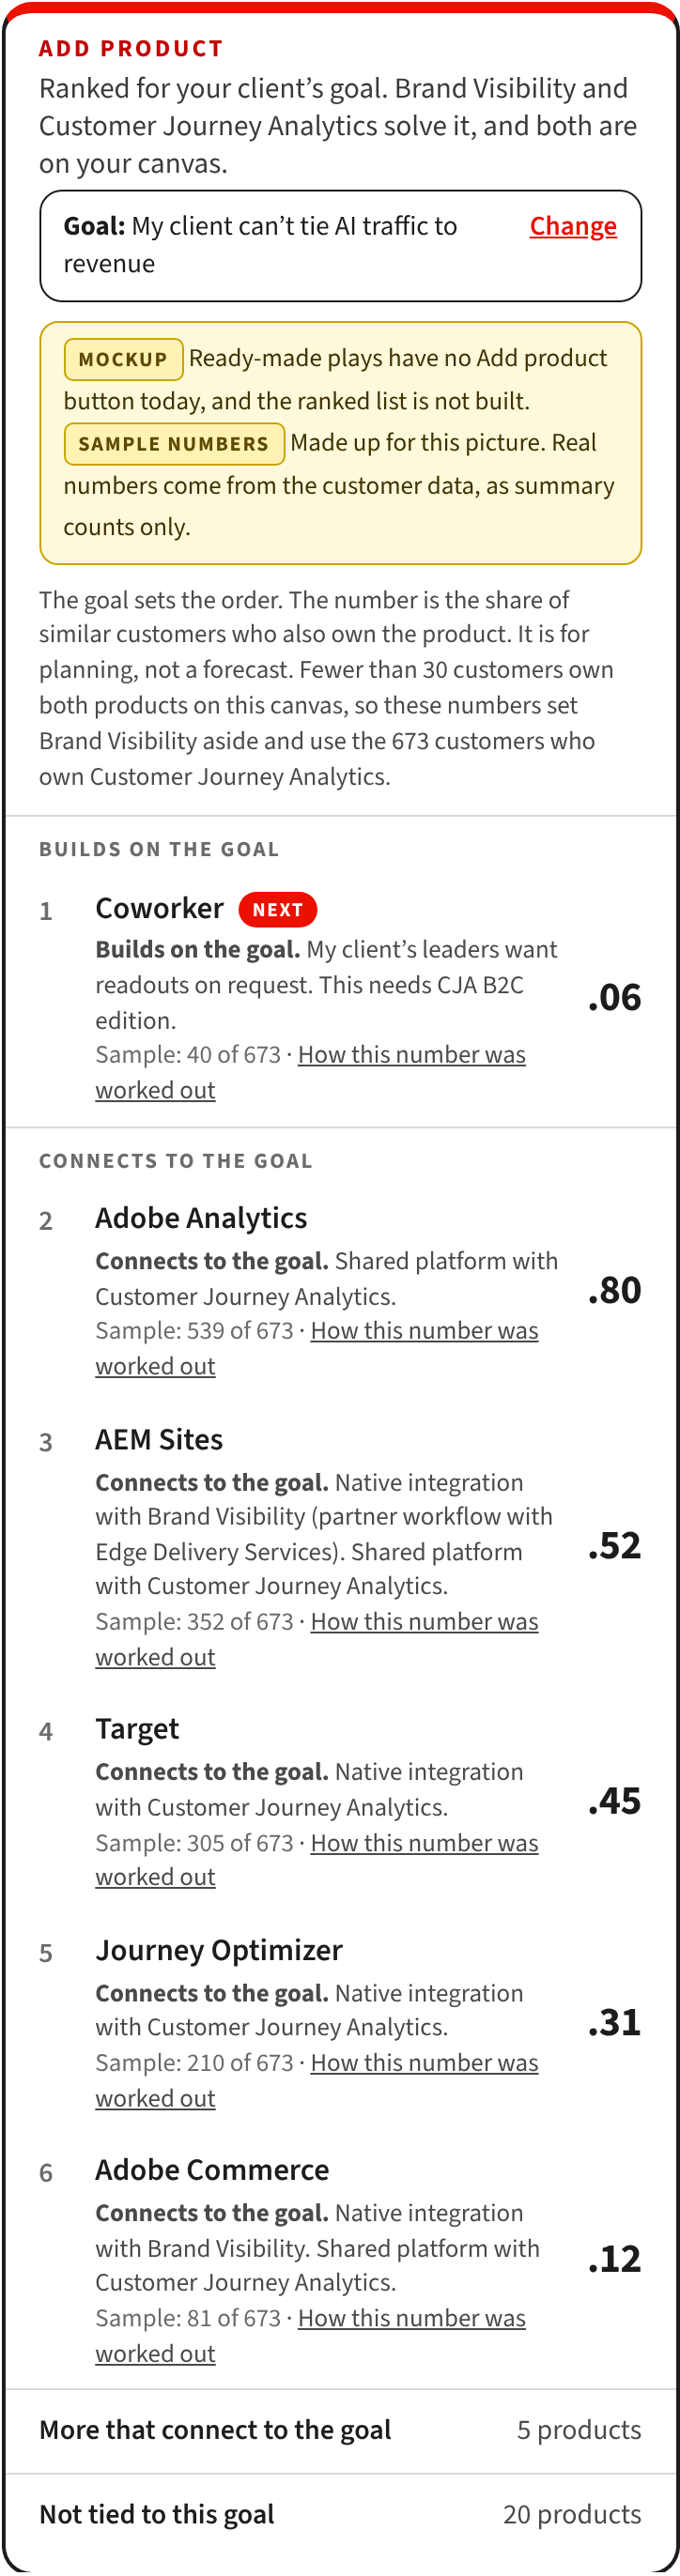 ADD PRODUCT
Ranked for your client’s goal. Brand Visibility and
Customer Journey Analytics solve it, and both are
on your canvas.
Goal: My client can’t tie AI traffic to
revenue
Change
MOCKUP Ready-made plays have no Add product
button today, and the ranked list is not built.
SAMPLE NUMBERS Made up for this picture. Real
numbers come from the customer data, as summary
counts only.
The goal sets the order. The number is the share of
similar customers who also own the product. It is for
planning, not a forecast. Fewer than 30 customers own
both products on this canvas, so these numbers set
Brand Visibility aside and use the 673 customers who
own Customer Journey Analytics.
BUILDS ON THE GOAL
1 Coworker NEXT
Builds on the goal. My client’s leaders want
readouts on request. This needs CJA B2C
edition.
Sample: 40 of 673 · How this number was
worked out
.06
CONNECTS TO THE GOAL
2 Adobe Analytics
Connects to the goal. Shared platform with
Customer Journey Analytics.
Sample: 539 of 673 · How this number was
worked out
.80
3 AEM Sites
Connects to the goal. Native integration
with Brand Visibility (partner workflow with
Edge Delivery Services). Shared platform
with Customer Journey Analytics.
Sample: 352 of 673 · How this number was
worked out
.52
4 Target
Connects to the goal. Native integration
with Customer Journey Analytics.
Sample: 305 of 673 · How this number was
worked out
.45
5 Journey Optimizer
Connects to the goal. Native integration
with Customer Journey Analytics.
Sample: 210 of 673 · How this number was
worked out
.31
6 Adobe Commerce
Connects to the goal. Native integration
with Brand Visibility. Shared platform with
Customer Journey Analytics.
Sample: 81 of 673 · How this number was
worked out
.12
More that connect to the goal 5 products
Not tied to this goal 20 products